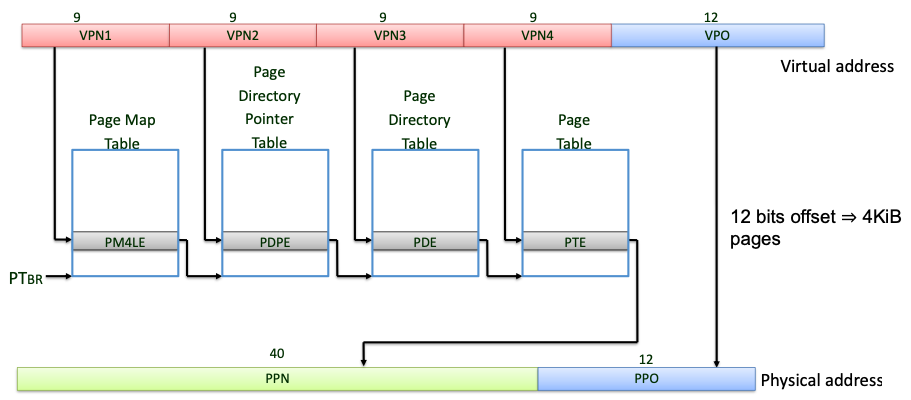 9 9 9 9 12
VPN1 VPN2 VPN3 VPN4 VPO
Virtual address
Page Map
Table
Page
Directory
Pointer
Table
Page
Directory
Table
Page
Table
12 bits offset ⇒ 4KiB
pages
PM4LE PDPE PDE PTE
PTBR
40 12
PPN PPO
Physical address